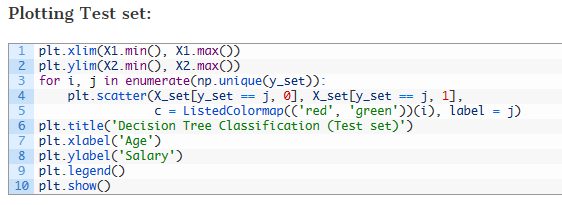 Plotting Test set:
1 plt.xlim(X1.min(), X1.max())
2 plt.ylim(X2.min(), X2.max())
3 for i, j in enumerate(np.unique(y_set)):
4     plt.scatter(X_set[y_set == j, 0], X_set[y_set == j, 1],
5                 c = ListedColormap(('red', 'green'))(i), label = j)
6 plt.title('Decision Tree Classification (Test set)')
7 plt.xlabel('Age')
8 plt.ylabel('Salary')
9 plt.legend()
10 plt.show()